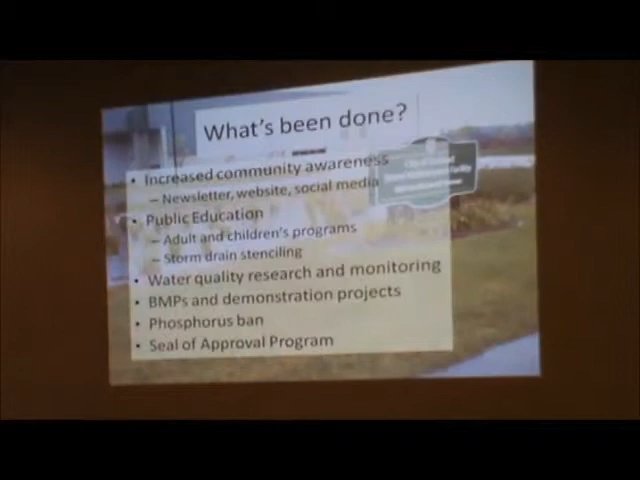 What's been done?
• Increased community awareness
– Newsletter, website, social media
• Public Education
– Adult and children's programs
– Storm drain stenciling
• Water quality research and monitoring
• BMPs and demonstration projects
• Phosphorus ban
• Seal of Approval Program